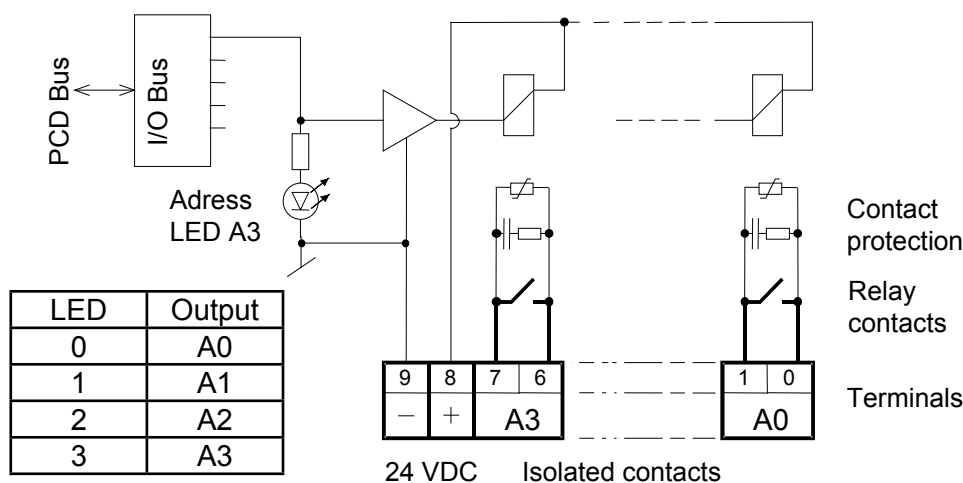 PCD Bus
I/O Bus
Adress
LED A3
Contact
protection
Relay
contacts
LED Output
0 A0
1 A1
2 A2
3 A3
9 8 7 6 1 0
− + A3 A0
Terminals
24 VDC Isolated contacts